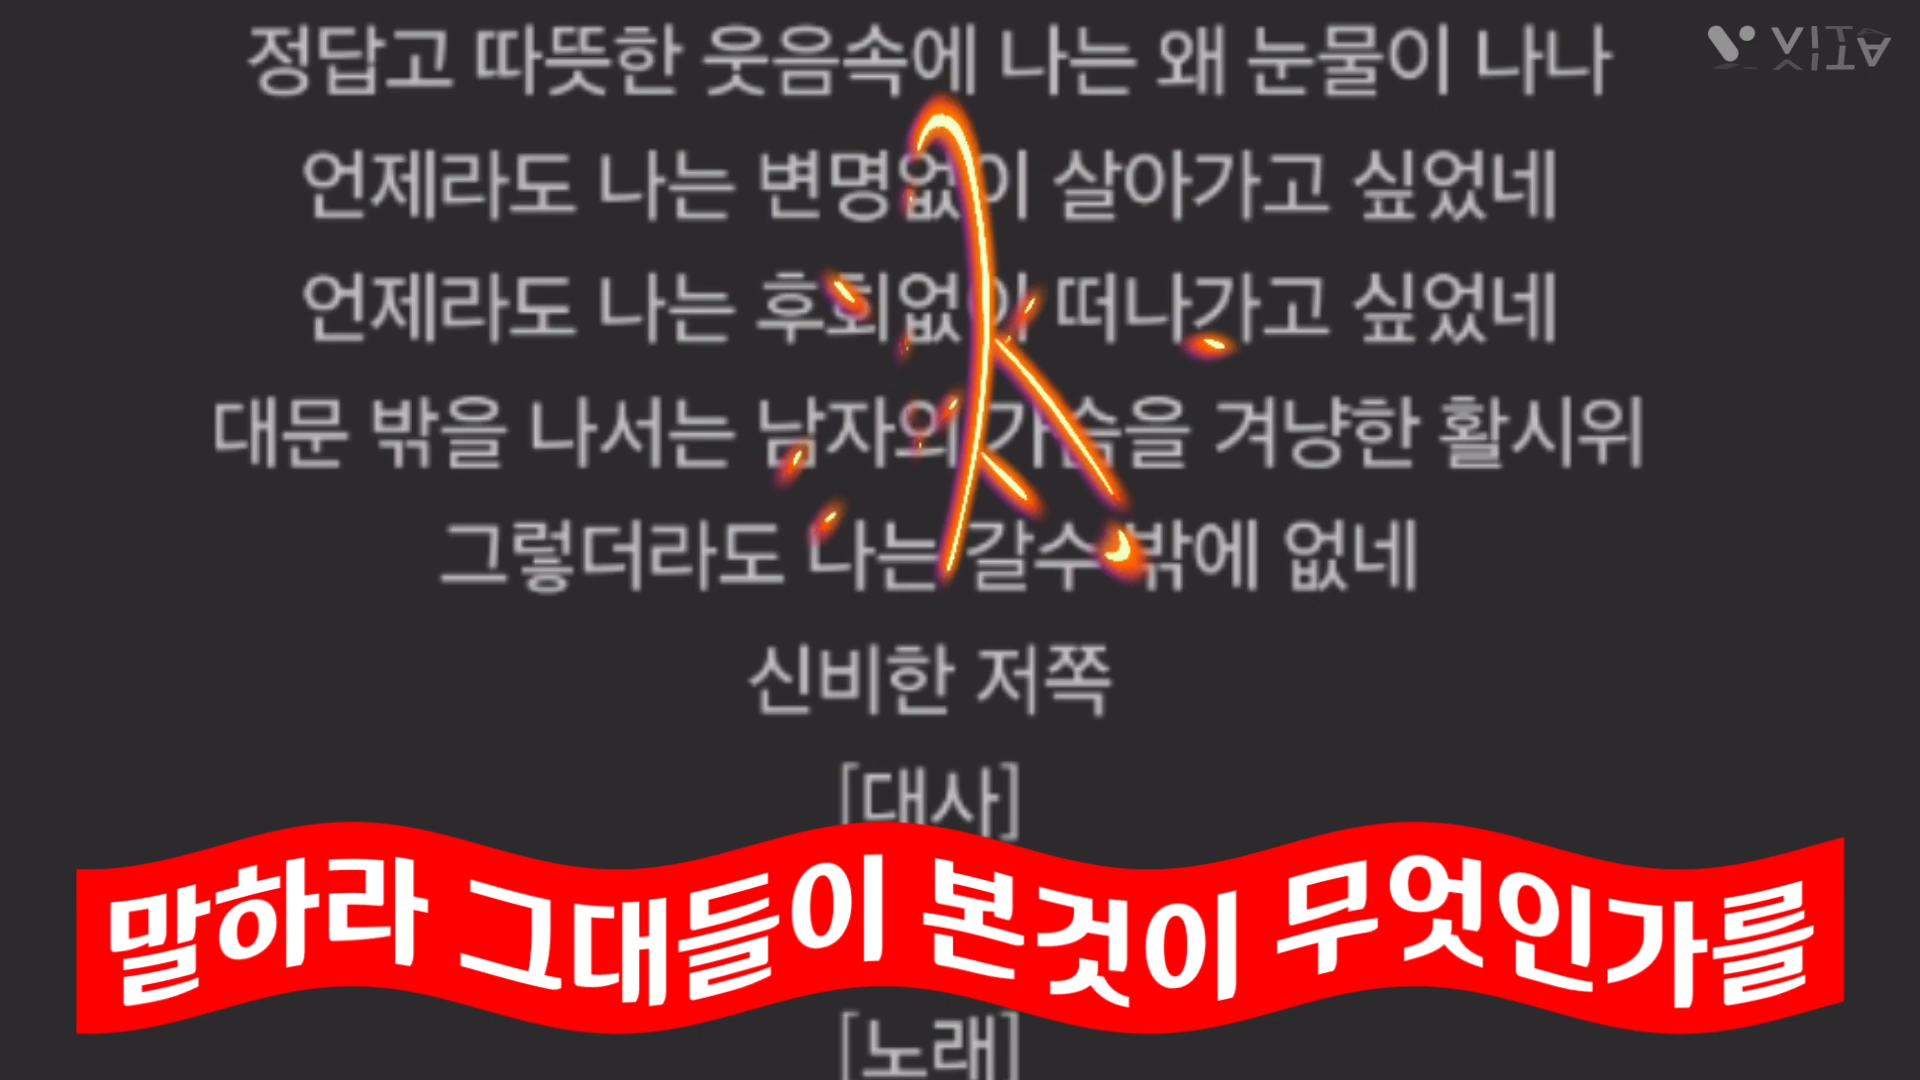 정답고 따뜻한 웃음속에 나는 왜 눈물이 나나
VITA
언제라도 나는 변명없이 살아가고 싶었네
언제라도 나는 후회없이 떠나가고 싶었네
대문 밖을 나서는 남자의 가슴을 겨냥한 활시위
그렇더라도 나는 갈수 밖에 없네
신비한 저쪽
[대사]
말하라 그대들이 본것이 무엇인가를
[노래]